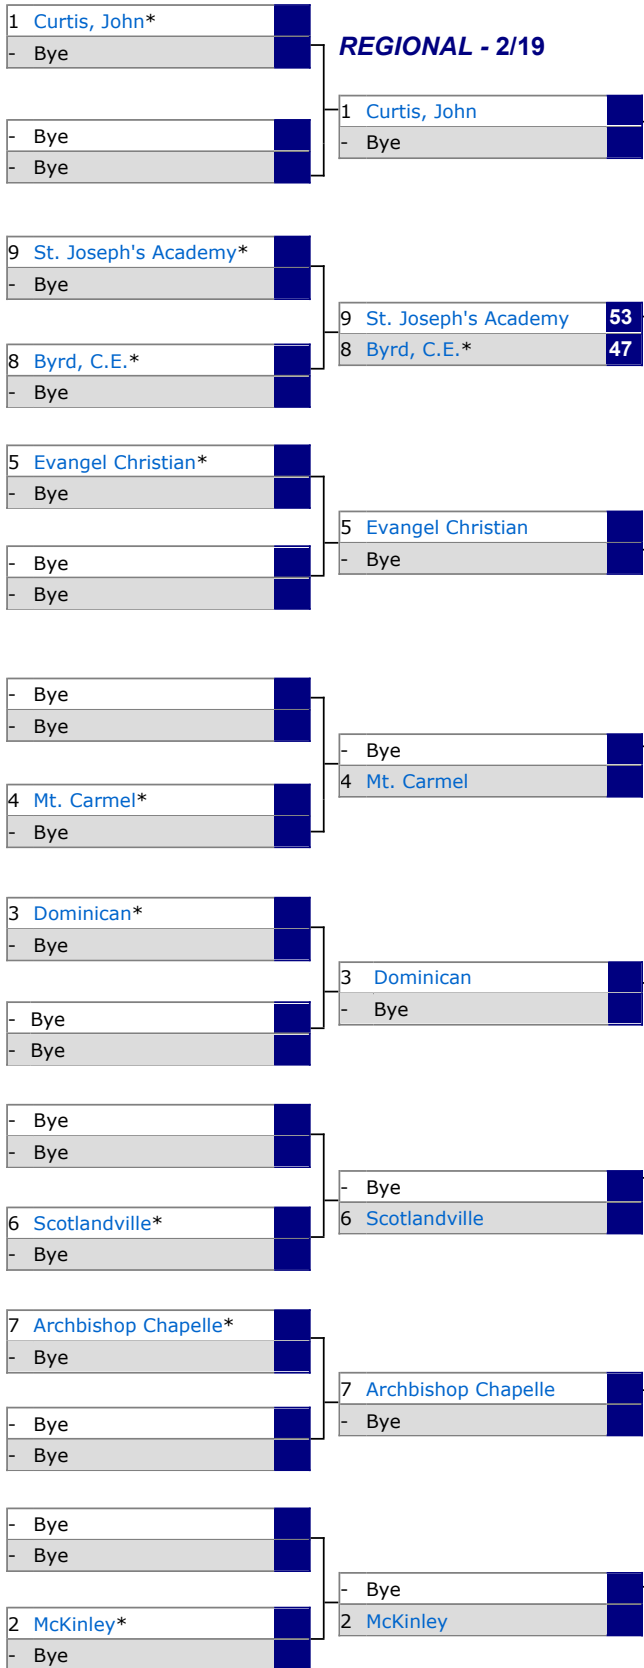 1 Curtis, John*
- Bye
- Bye
- Bye
9 St. Joseph's Academy*
- Bye
8 Byrd, C.E.*
- Bye
5 Evangel Christian*
- Bye
- Bye
- Bye
- Bye
- Bye
4 Mt. Carmel*
- Bye
3 Dominican*
- Bye
- Bye
- Bye
- Bye
- Bye
6 Scotlandville*
- Bye
7 Archbishop Chapelle*
- Bye
- Bye
- Bye
- Bye
- Bye
2 McKinley*
- Bye
REGIONAL - 2/19
1 Curtis, John
- Bye
9 St. Joseph's Academy 53
8 Byrd, C.E.* 47
5 Evangel Christian
- Bye
- Bye
4 Mt. Carmel
3 Dominican
- Bye
- Bye
6 Scotlandville
7 Archbishop Chapelle
- Bye
- Bye
2 McKinley